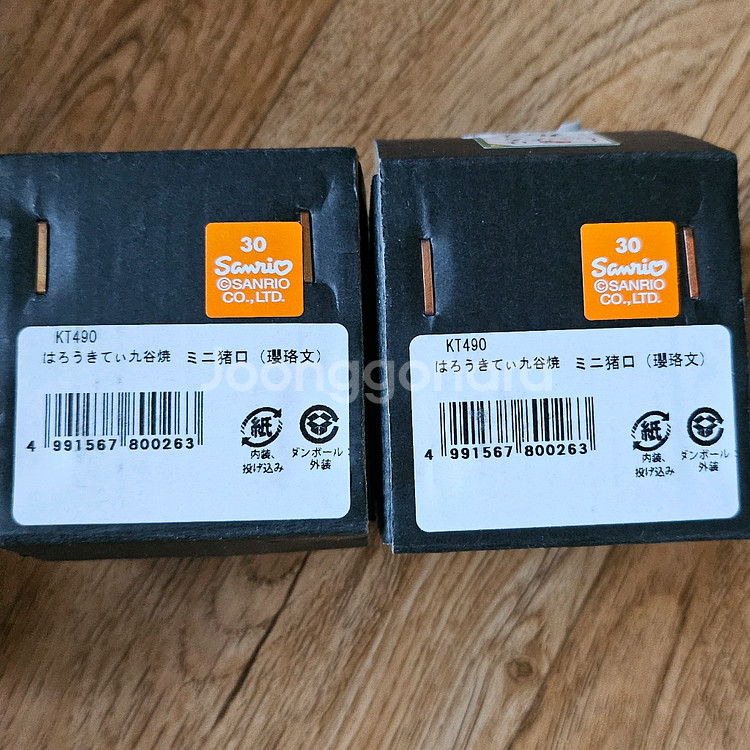 30
Sanrio
©SANRIO
CO.,LTD.
KT490
はろうきてぃ九谷焼 ミニ猪口（瓔珞文）
4 991567 800263
紙
内装、
投げ込み
ダンボール:
外装
30
Sanrio
©SANRIO
CO.,LTD.
KT490
はろうきてぃ九谷焼 ミニ猪口（瓔珞文）
4 991567 800263
紙
内装、
投げ込み
ダンボール:
外装
Joonggonara